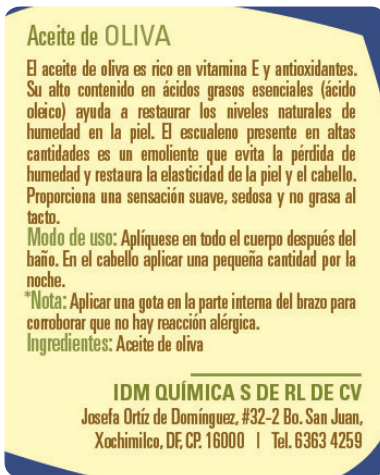 Aceite de OLIVA
El aceite de oliva es rico en vitamina E y antioxidantes.
Su alto contenido en ácidos grasos esenciales (ácido
oleico) ayuda a restaurar los niveles naturales de
humedad en la piel. El escualeno presente en altas
cantidades es un emoliente que evita la pérdida de
humedad y restaura la elasticidad de la piel y el cabello.
Proporciona una sensación suave, sedosa y no grasa al
tacto.
Modo de uso: Aplíquese en todo el cuerpo después del
baño. En el cabello aplicar una pequeña cantidad por la
noche.
*Nota: Aplicar una gota en la parte interna del brazo para
corroborar que no hay reacción alérgica.
Ingredientes: Aceite de oliva
IDM QUÍMICA S DE RL DE CV
Josefa Ortíz de Domínguez, #32-2 Bo. San Juan,
Xochimilco, DF, CP. 16000 | Tel. 6363 4259